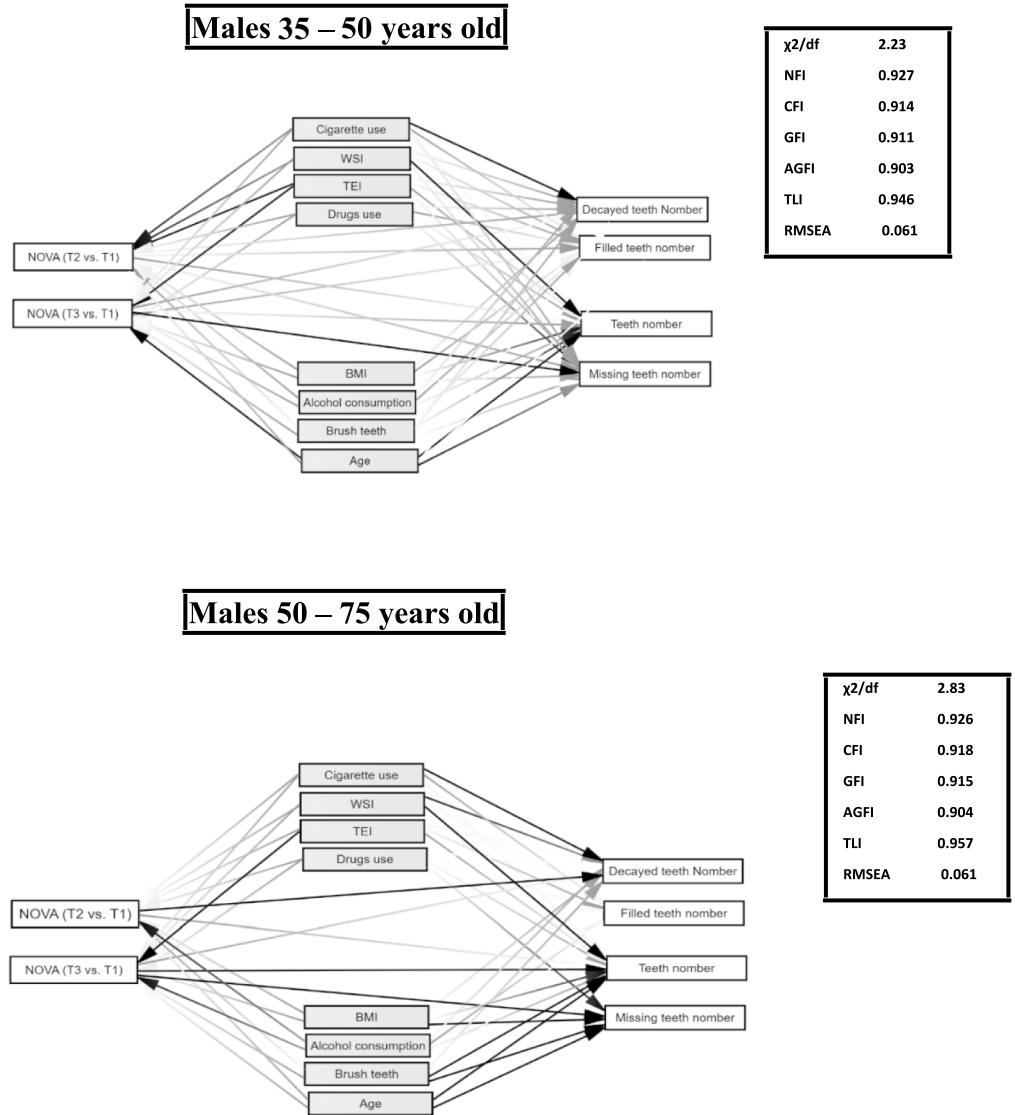 Males 35 – 50 years old
χ2/df 2.23
NFI 0.927
CFI 0.914
GFI 0.911
AGFI 0.903
TLI 0.946
RMSEA 0.061
Cigarette use
WSI
TEI
Drugs use
NOVA (T2 vs. T1)
NOVA (T3 vs. T1)
Decayed teeth Nomber
Filled teeth nomber
Teeth nomber
Missing teeth nomber
BMI
Alcohol consumption
Brush teeth
Age
Males 50 – 75 years old
χ2/df 2.83
NFI 0.926
CFI 0.918
GFI 0.915
AGFI 0.904
TLI 0.957
RMSEA 0.061
Cigarette use
WSI
TEI
Drugs use
NOVA (T2 vs. T1)
NOVA (T3 vs. T1)
Decayed teeth Nomber
Filled teeth nomber
Teeth nomber
Missing teeth nomber
BMI
Alcohol consumption
Brush teeth
Age